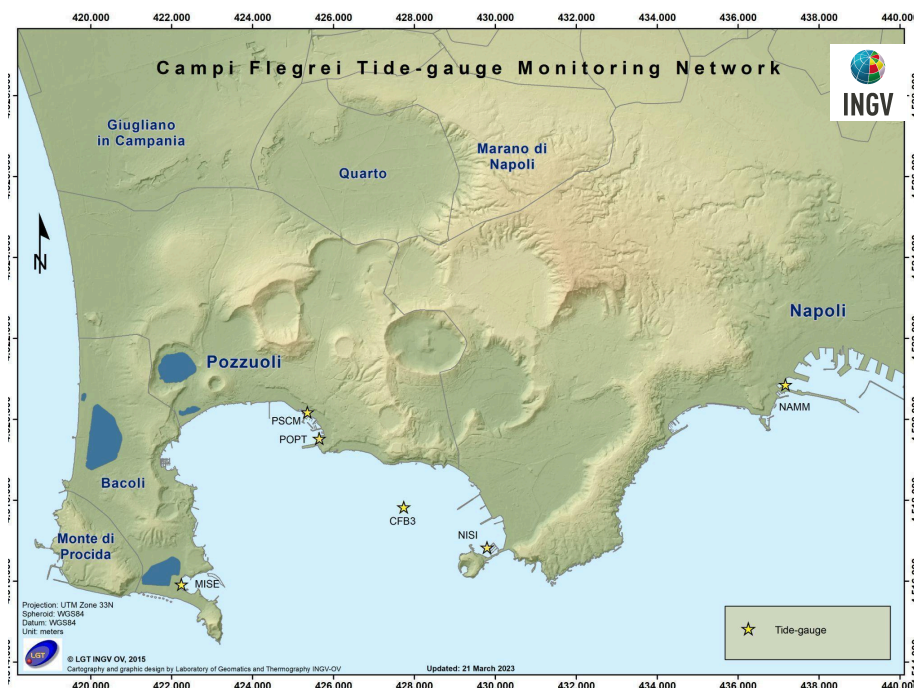 420.000 422.000 424.000 426.000 428.000 430.000 432.000 434.000 436.000 438.000 440.000
Campi Flegrei Tide-gauge Monitoring Network
INGV
Giugliano
in Campania
Marano di
Napoli
Quarto
N
Napoli
Pozzuoli
NAMM
PSCM
POPT
Bacoli
CFB3
NISI
Monte di
Procida
MISE
Projection: UTM Zone 33N
Spheroid: WGS84
Datum: WGS84
Unit: meters
Tide-gauge
LGT
© LGT INGV OV, 2015
Cartography and graphic design by Laboratory of Geomatics and Thermography INGV-OV
Updated: 21 March 2023
420.000 422.000 424.000 426.000 428.000 430.000 432.000 434.000 436.000 438.000 440.000